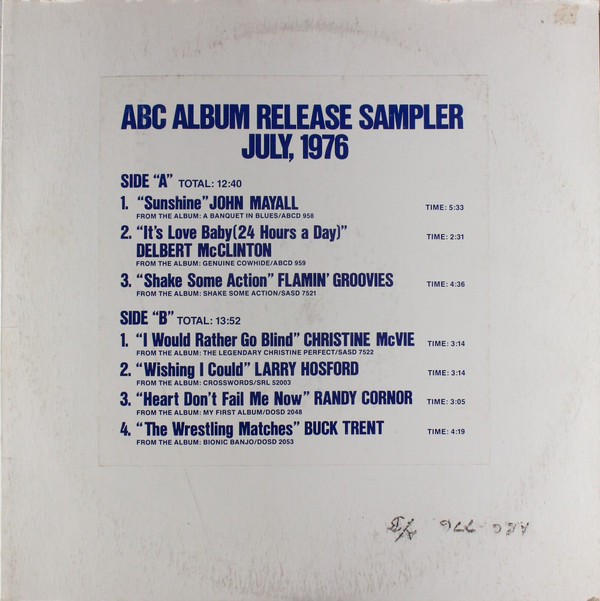 ABC ALBUM RELEASE SAMPLER
JULY, 1976
SIDE "A" TOTAL: 12:40
1. "Sunshine" JOHN MAYALL TIME: 5:33
FROM THE ALBUM: A BANQUET IN BLUES/ABCD 958
2. "It's Love Baby (24 Hours a Day)" TIME: 2:31
DELBERT McCLINTON
FROM THE ALBUM: GENUINE COWHIDE/ABCD 959
3. "Shake Some Action" FLAMIN' GROOVIES TIME: 4:36
FROM THE ALBUM: SHAKE SOME ACTION/SASD 7521
SIDE "B" TOTAL: 13:52
1. "I Would Rather Go Blind" CHRISTINE McVIE TIME: 3:14
FROM THE ALBUM: THE LEGENDARY CHRISTINE PERFECT/SASD 7522
2. "Wishing I Could" LARRY HOSFORD TIME: 3:14
FROM THE ALBUM: CROSSWORDS/SRL 52003
3. "Heart Don't Fail Me Now" RANDY CORNOR TIME: 3:05
FROM THE ALBUM: MY FIRST ALBUM/DOSD 2048
4. "The Wrestling Matches" BUCK TRENT TIME: 4:19
FROM THE ALBUM: BIONIC BANJO/DOSD 2053